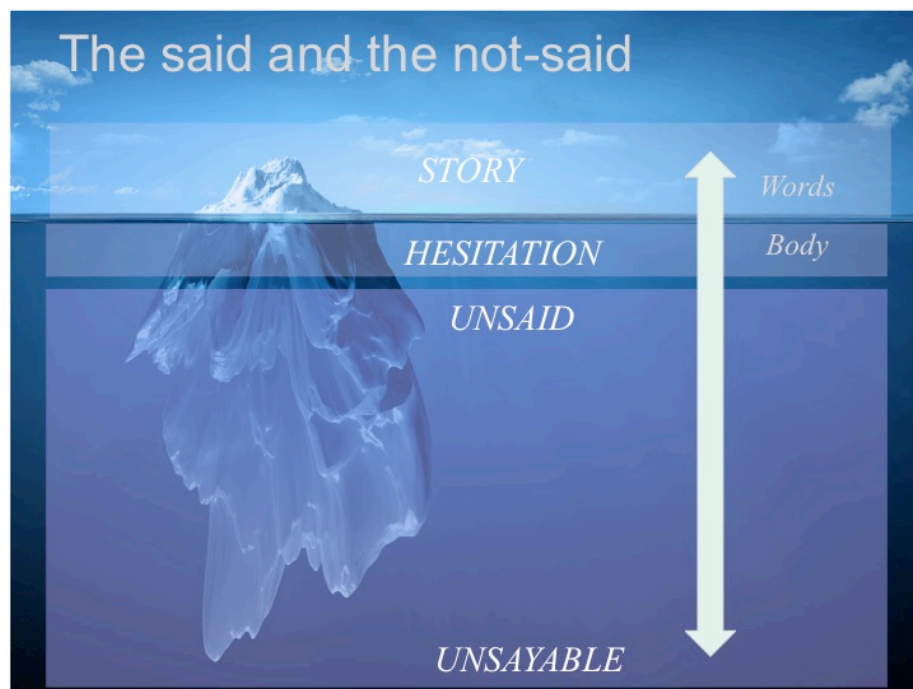 The said and the not-said
STORY
Words
HESITATION
Body
UNSAID
UNSAYABLE